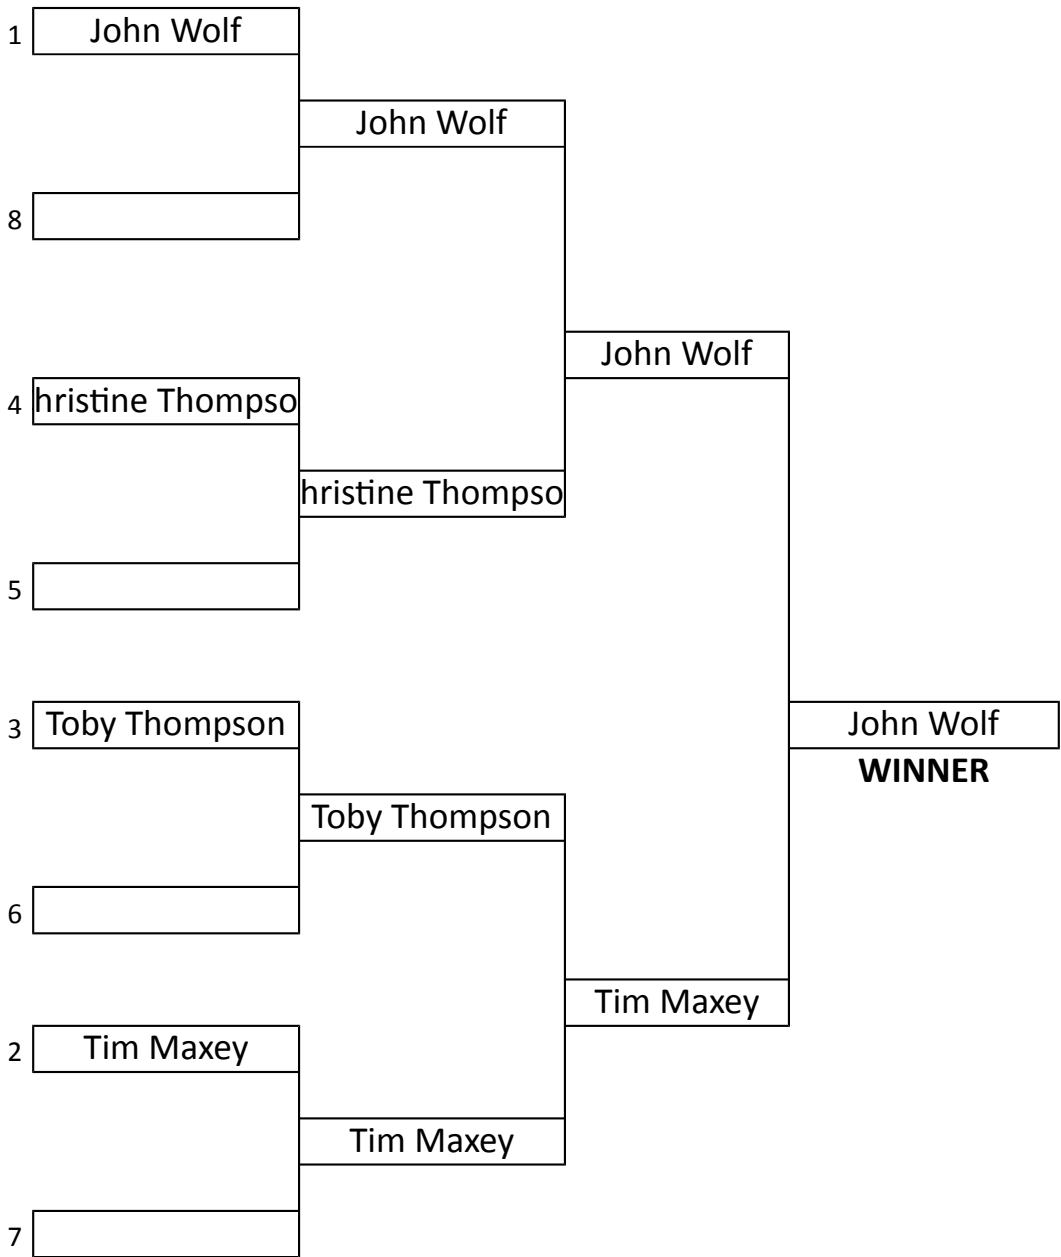 1 John Wolf
John Wolf
8
John Wolf
4 hristine Thompso
hristine Thompso
5
3 Toby Thompson
John Wolf
WINNER
Toby Thompson
6
Tim Maxey
2 Tim Maxey
Tim Maxey
7